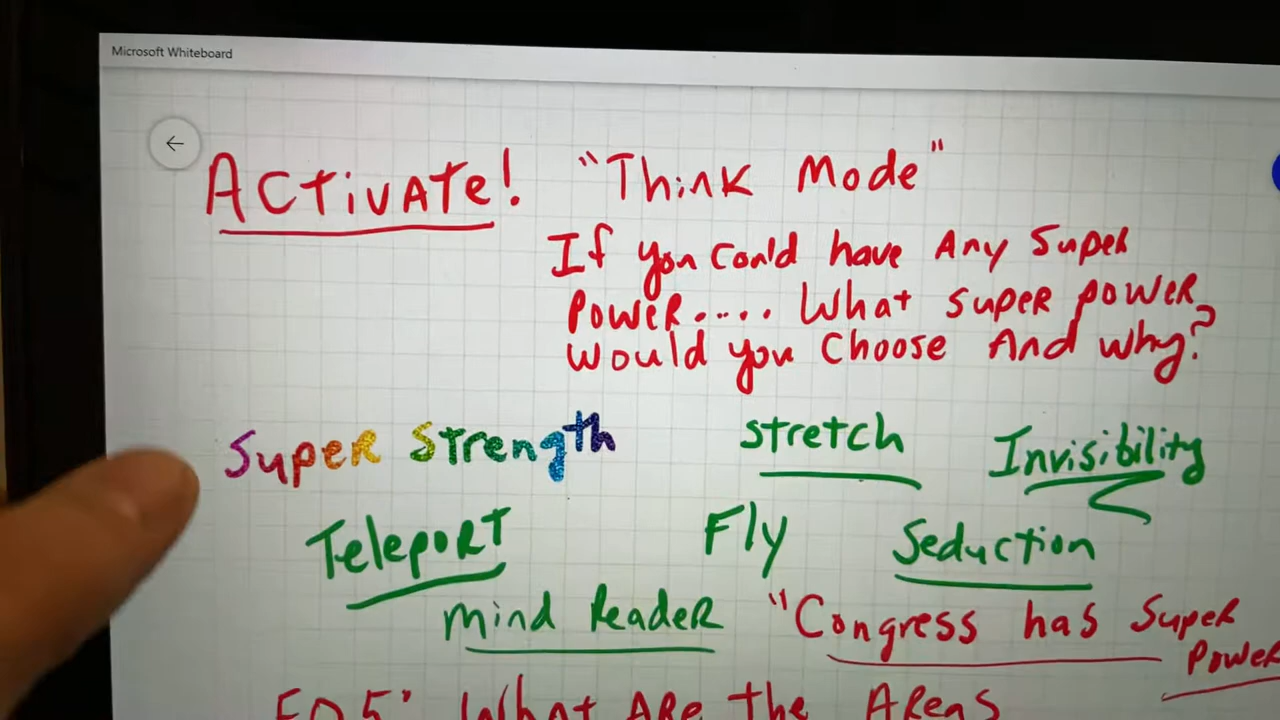 Microsoft Whiteboard
Activate! "Think Mode"
If you could have Any Super
Power.... What super power
would you choose And why?
Super Strength
stretch
Invisibility
Teleport
Fly
Seduction
mind Reader
"Congress has Super
Power
What Are the Areas